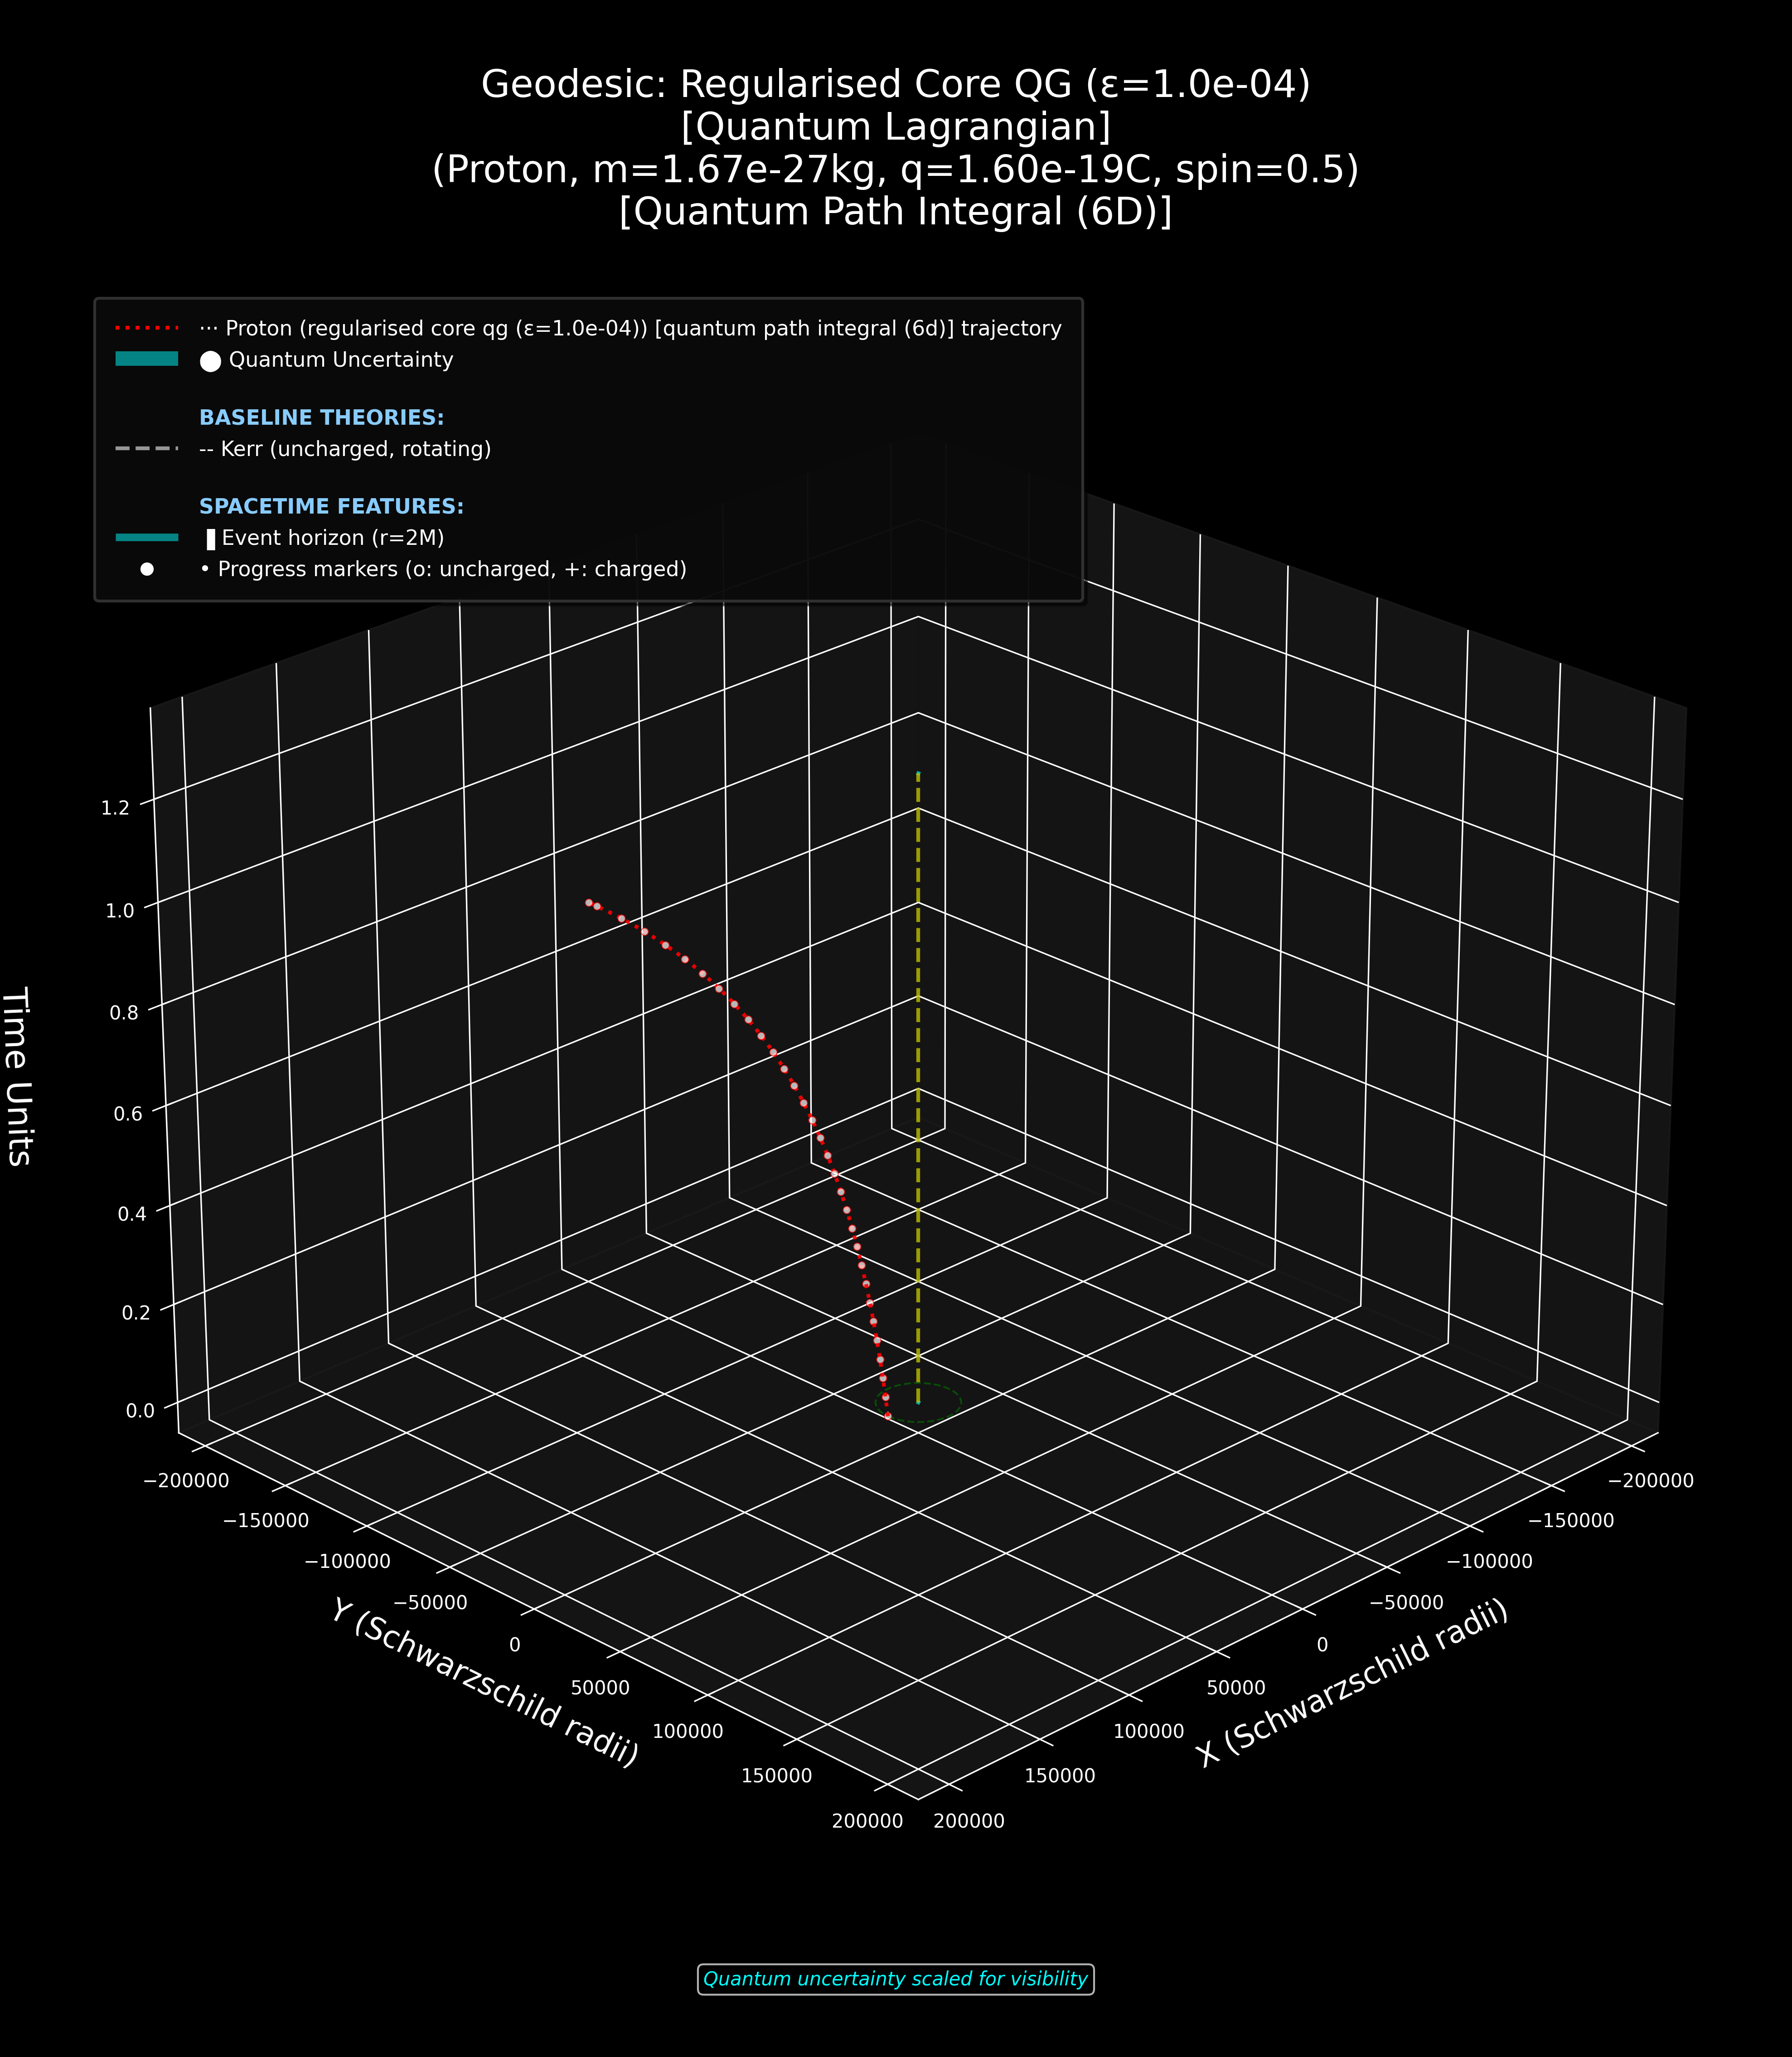 Geodesic: Regularised Core QG (ε=1.0e-04)
[Quantum Lagrangian]
(Proton, m=1.67e-27kg, q=1.60e-19C, spin=0.5)
[Quantum Path Integral (6D)]
··· Proton (regularised core qg (ε=1.0e-04)) [quantum path integral (6d)] trajectory
● Quantum Uncertainty
BASELINE THEORIES:
-- Kerr (uncharged, rotating)
SPACETIME FEATURES:
▐ Event horizon (r=2M)
• Progress markers (o: uncharged, +: charged)
1.2
1.0
0.8
0.6
0.4
0.2
0.0
Time Units
−200000
−150000
−100000
−50000
0
50000
100000
150000
200000
Y (Schwarzschild radii)
−200000
−150000
−100000
−50000
0
50000
100000
150000
200000
X (Schwarzschild radii)
Quantum uncertainty scaled for visibility